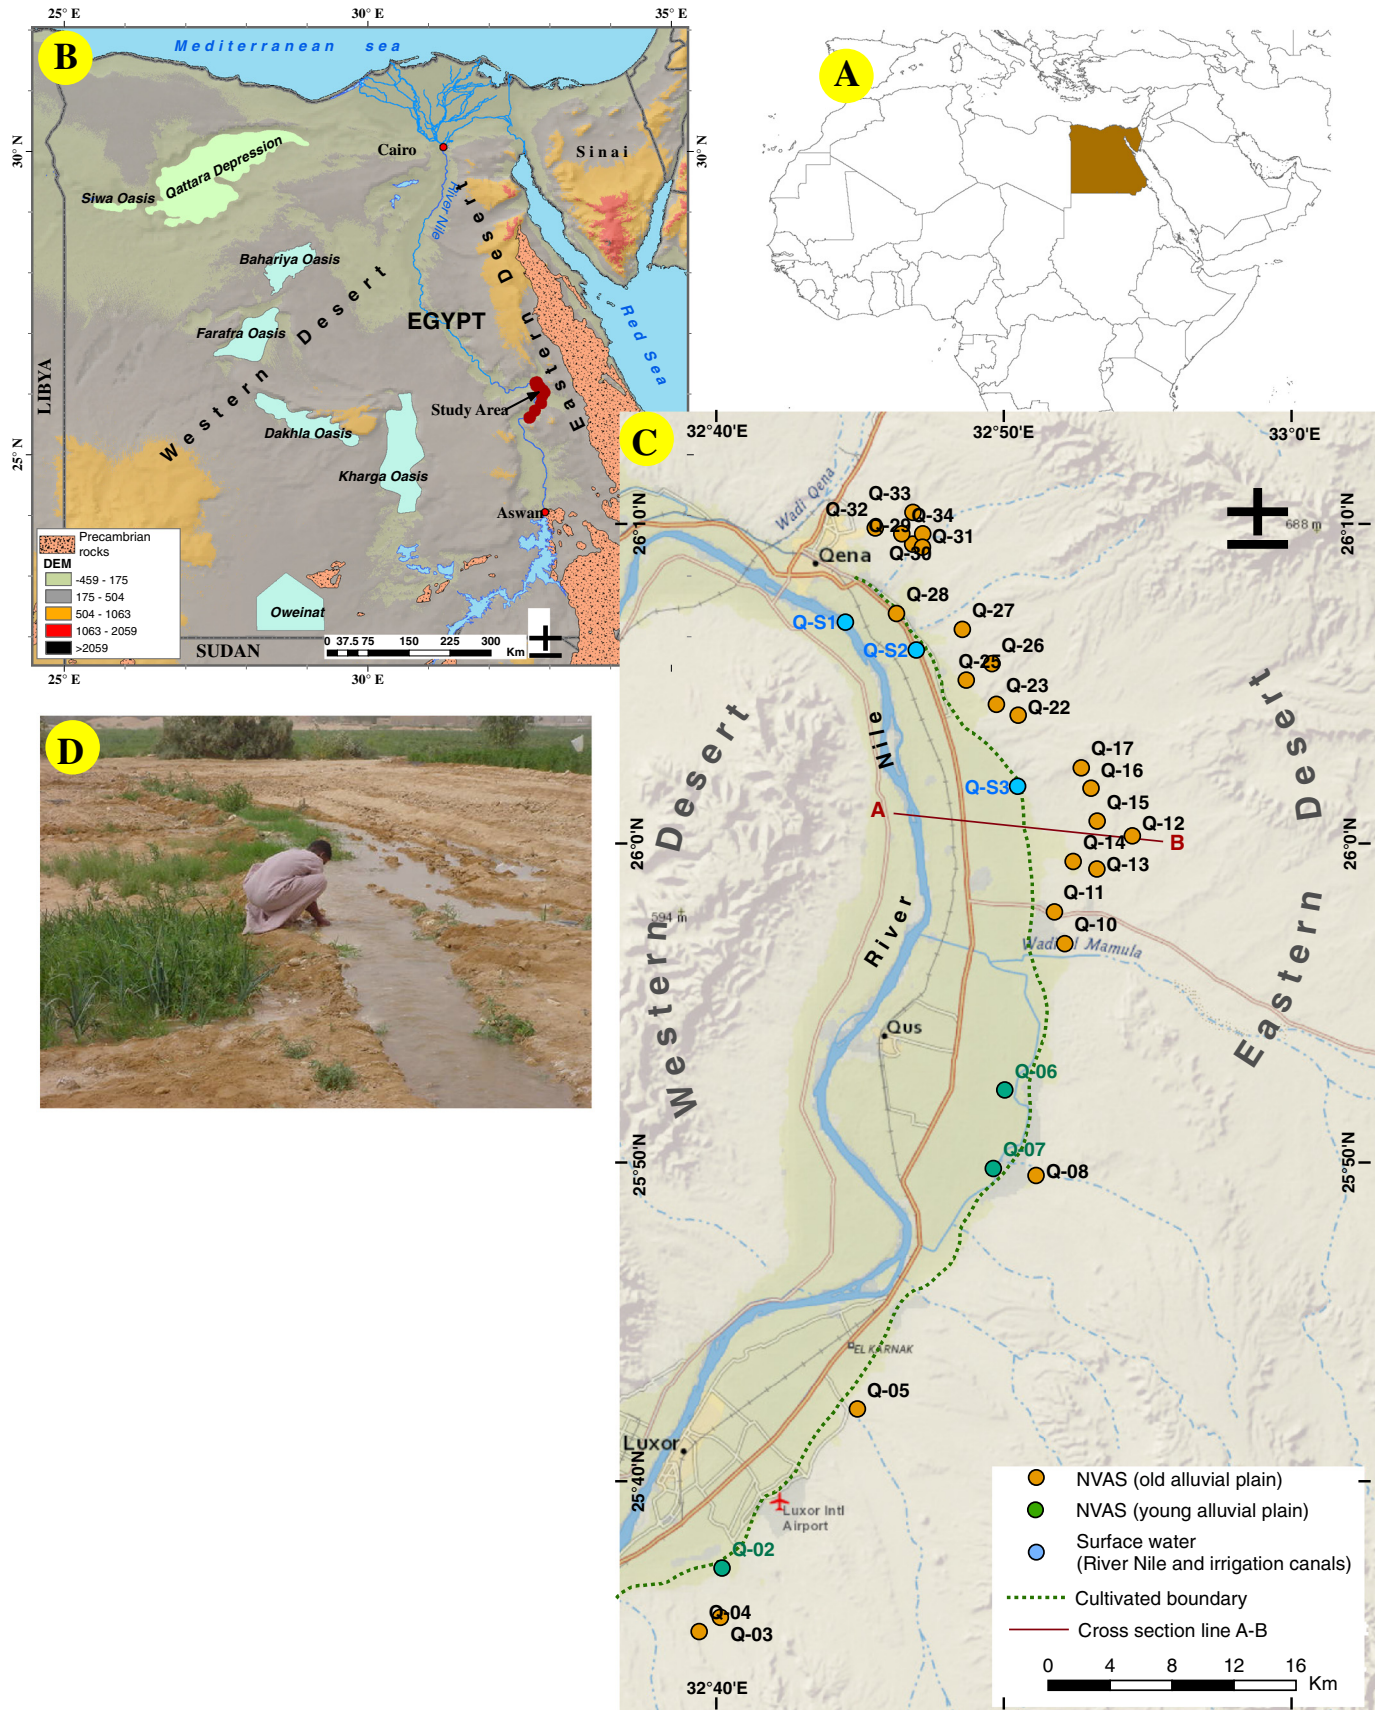 25° E
30° E
35° E
B
Mediterranean sea
30° N
Cairo
Sinai
30° N
Qattara Depression
Siwa Oasis
River Nile
Bahariya Oasis
Western Desert
Eastern Desert
EGYPT
Red Sea
Farafra Oasis
LIBYA
Study Area
Dakhla Oasis
25° N
Kharga Oasis
Aswan
Precambrian
rocks
DEM
-459 - 175
175 - 504
504 - 1063
1063 - 2059
>2059
Oweinat
0 37.5 75 150 225 300
Km
SUDAN
25° E
30° E
A
C
32°40'E
32°50'E
33°0'E
26°10'N
26°10'N
Wadi Qena
688 m
Q-33
Q-32
Q-34
Q-29
Q-31
Q-30
Qena
Q-28
Q-S1
Q-27
Q-S2
Q-26
Q-25
Q-23
Q-22
Western Desert
Eastern Desert
River Nile
Q-17
Q-16
Q-S3
Q-15
A
Q-12
B
26°0'N
26°0'N
Q-14
Q-13
Q-11
594 m
Q-10
Wadi El Mamula
Qus
Q-06
Q-07
Q-08
25°50'N
25°50'N
EL KARNAK
Q-05
Luxor
25°40'N
Luxor Intl
Airport
Q-02
Q-04
Q-03
32°40'E
NVAS (old alluvial plain)
NVAS (young alluvial plain)
Surface water
(River Nile and irrigation canals)
Cultivated boundary
Cross section line A-B
0 4 8 12 16
Km
D